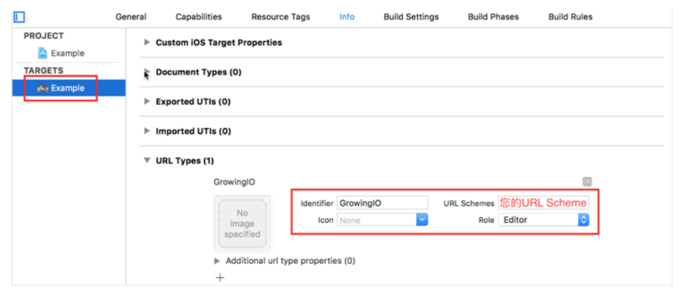 General Capabilities Resource Tags Info Build Settings Build Phases Build Rules
PROJECT
Example
TARGETS
Example
Custom iOS Target Properties
Document Types (0)
Exported UTIs (0)
Imported UTIs (0)
URL Types (1)
GrowingIO
No
image
specified
Identifier GrowingIO URL Schemes 您的URL Scheme
Icon None Role Editor
Additional url type properties (0)